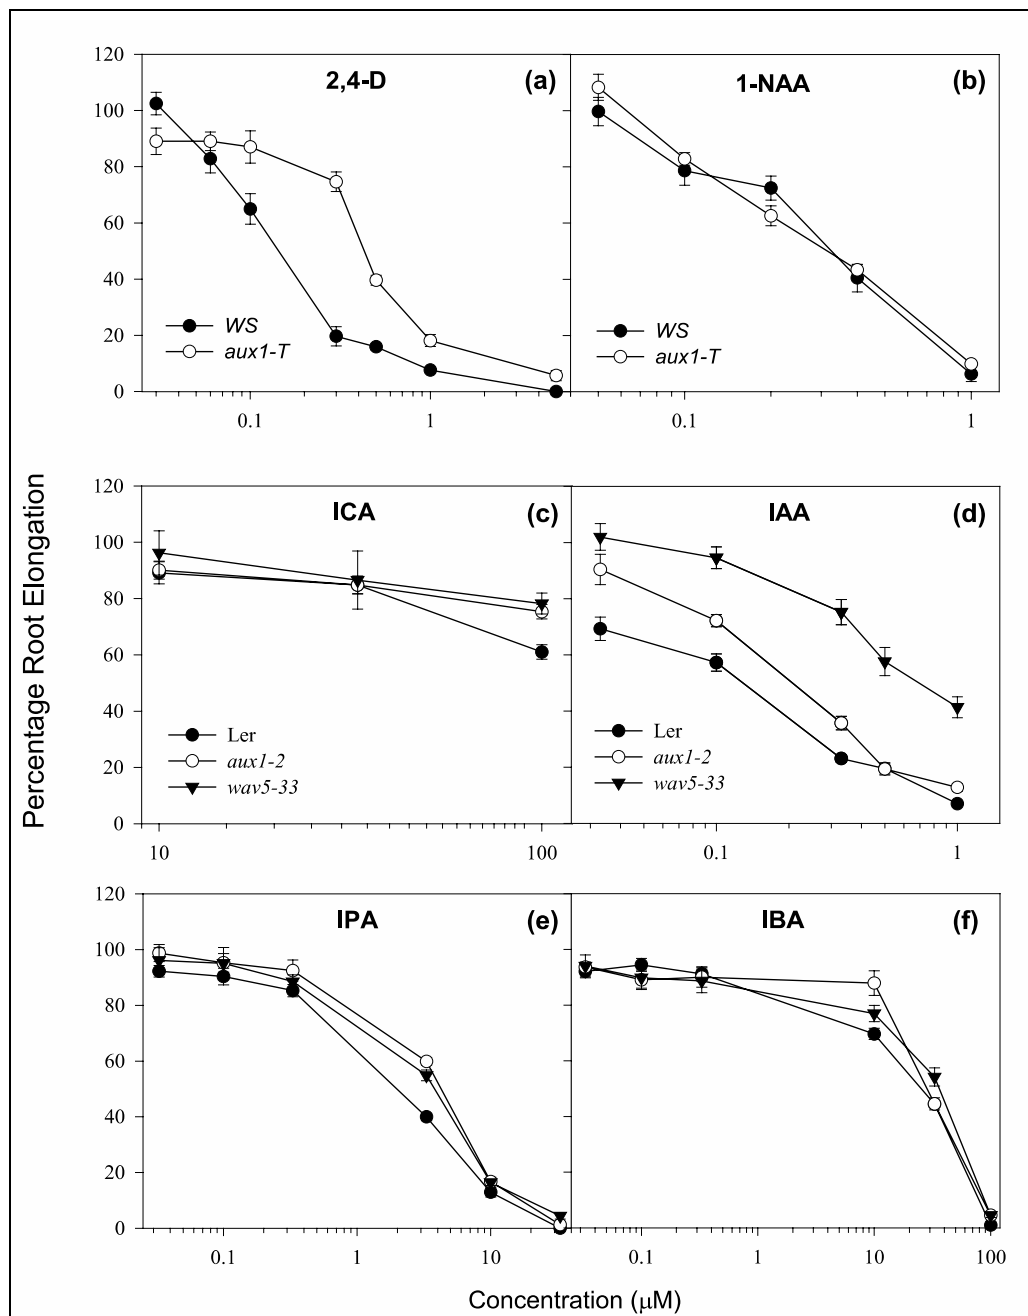 Percentage Root Elongation
120
100
80
60
40
20
0
2,4-D
(a)
WS
aux1-T
0.1
1
1-NAA
(b)
WS
aux1-T
0.1
1
120
100
80
60
40
20
0
ICA
(c)
Ler
aux1-2
wav5-33
10
100
IAA
(d)
Ler
aux1-2
wav5-33
0.1
1
120
100
80
60
40
20
0
IPA
(e)
0.1
1
10
IBA
(f)
0.1
1
10
100
Concentration (μM)